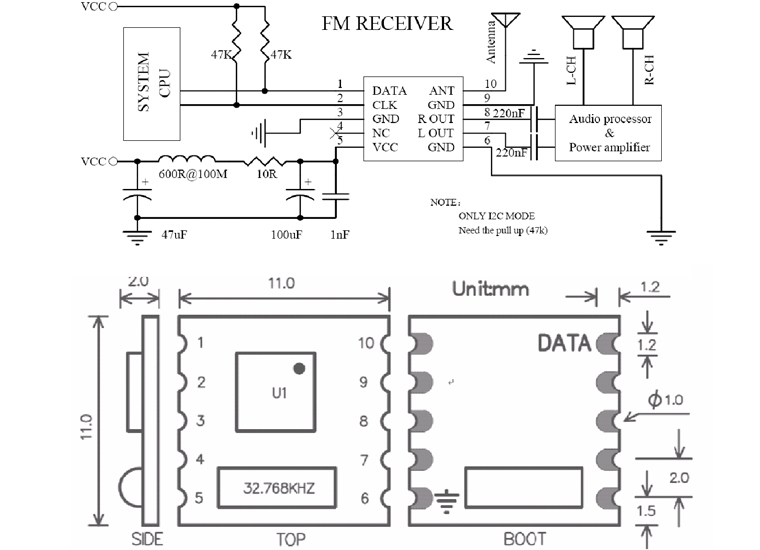 VCC
FM RECEIVER
47K
47K
SYSTEM
CPU
Antenna
L-CH
R-CH
1 DATA ANT 10
2 CLK GND 9
3 GND R OUT 8
4 NC L OUT 7
5 VCC GND 6
220nF
220nF
Audio processor
&
Power amplifier
VCC
600R@100M
10R
+
+
47uF
100uF
1nF
NOTE:
ONLY I2C MODE
Need the pull up (47k)
2.0
11.0
Unit:mm
1.2
1
10
DATA
1.2
2
U1
9
3
8
Φ1.0
11.0
4
7
2.0
5
32.768KHZ
6
1.5
SIDE
TOP
BOOT